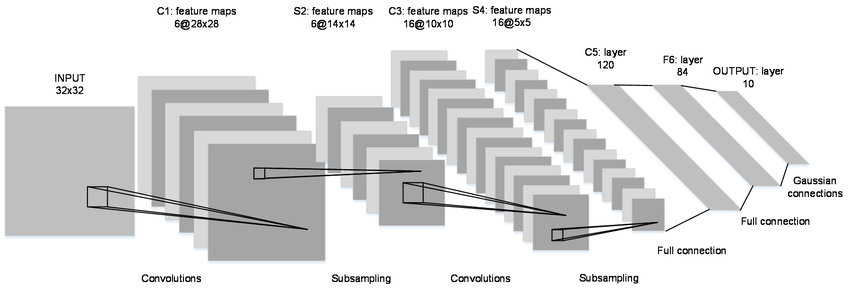 C1: feature maps
6@28x28
S2: feature maps
6@14x14
C3: feature maps
16@10x10
S4: feature maps
16@5x5
INPUT
32x32
C5: layer
120
F6: layer
84
OUTPUT: layer
10
Gaussian
connections
Full connection
Full connection
Convolutions
Subsampling
Convolutions
Subsampling